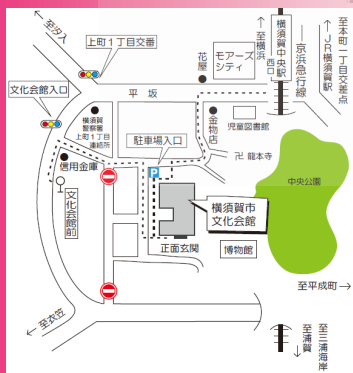 至汐入
上町1丁目交番
文化会館入口
横須賀
警察署
上町1丁目
連絡所
平坂
花屋
モアーズ
シティ
至横浜
西口
横須賀中央駅
京浜急行線
至本町一丁目交差点
JR横須賀駅
金物店
児童図書館
卍 龍本寺
中央公園
駐車場入口
P
信用金庫
文化会館前
横須賀市
文化会館
正面玄関
博物館
至平成町
至衣笠
至浦賀
至三浦海岸